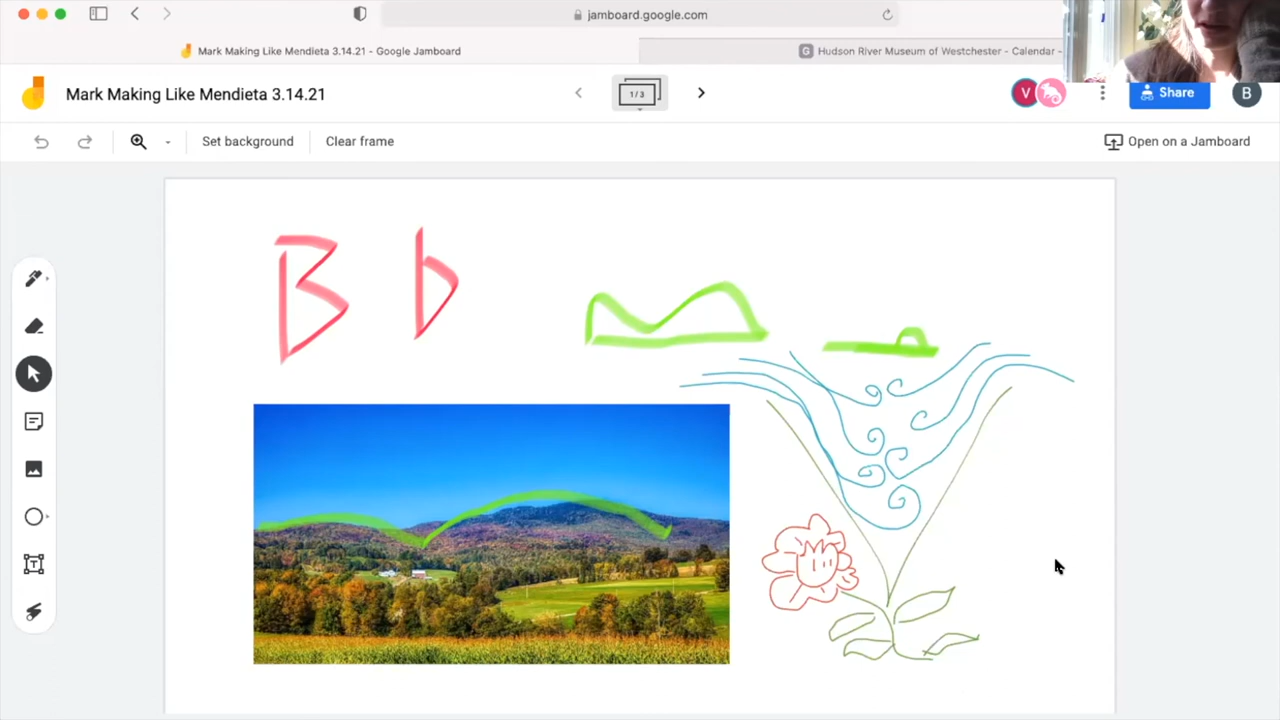 jamboard.google.com
Mark Making Like Mendieta 3.14.21 - Google Jamboard
G Hudson River Museum of Westchester - Calendar -
Mark Making Like Mendieta 3.14.21
1/3
V
Share
B
Set background
Clear frame
Open on a Jamboard
B b
T